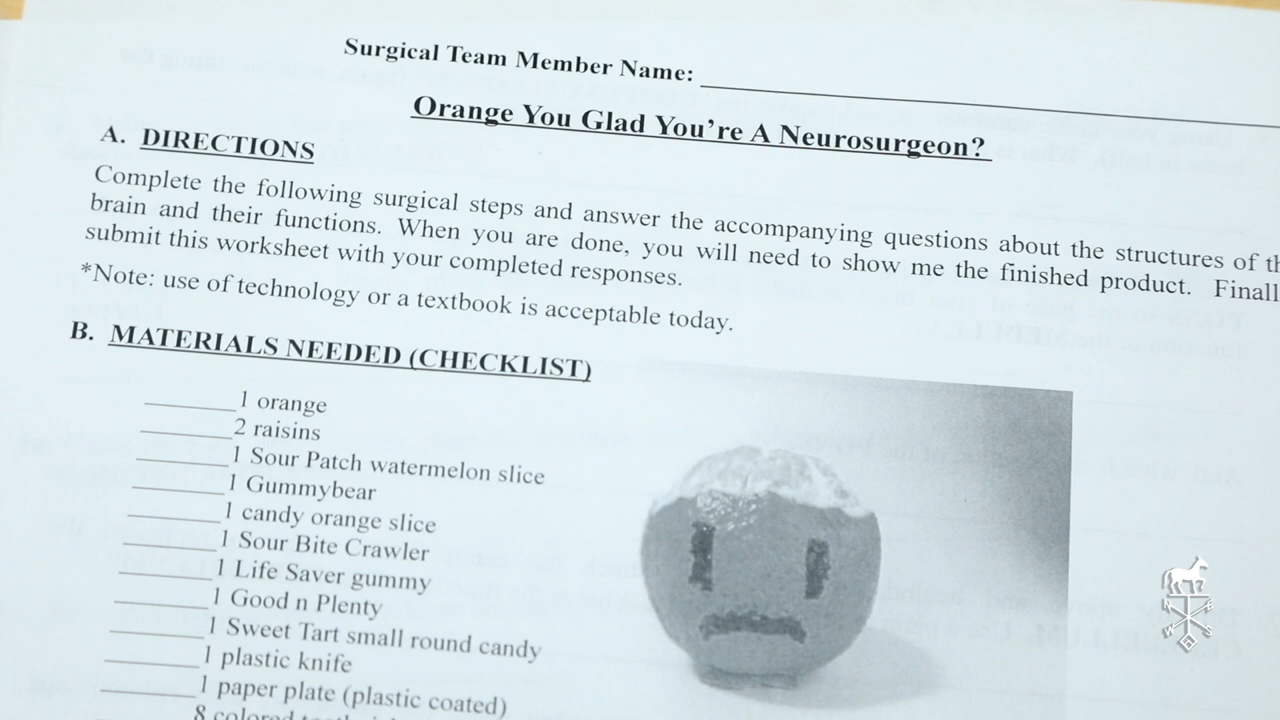 Surgical Team Member Name:
Orange You Glad You're A Neurosurgeon?
A. DIRECTIONS
Complete the following surgical steps and answer the accompanying questions about the structures of
brain and their functions. When you are done, you will need to show me the finished product.
submit this worksheet with your completed responses.
*Note: use of technology or a textbook is acceptable today.
B. MATERIALS NEEDED (CHECKLIST)
1 orange
2 raisins
1 Sour Patch watermelon slice
1 Gummybear
1 candy orange slice
1 Sour Bite Crawler
1 Life Saver gummy
1 Good n Plenty
1 Sweet Tart small round candy
1 plastic knife
1 paper plate (plastic coated)
8 colored